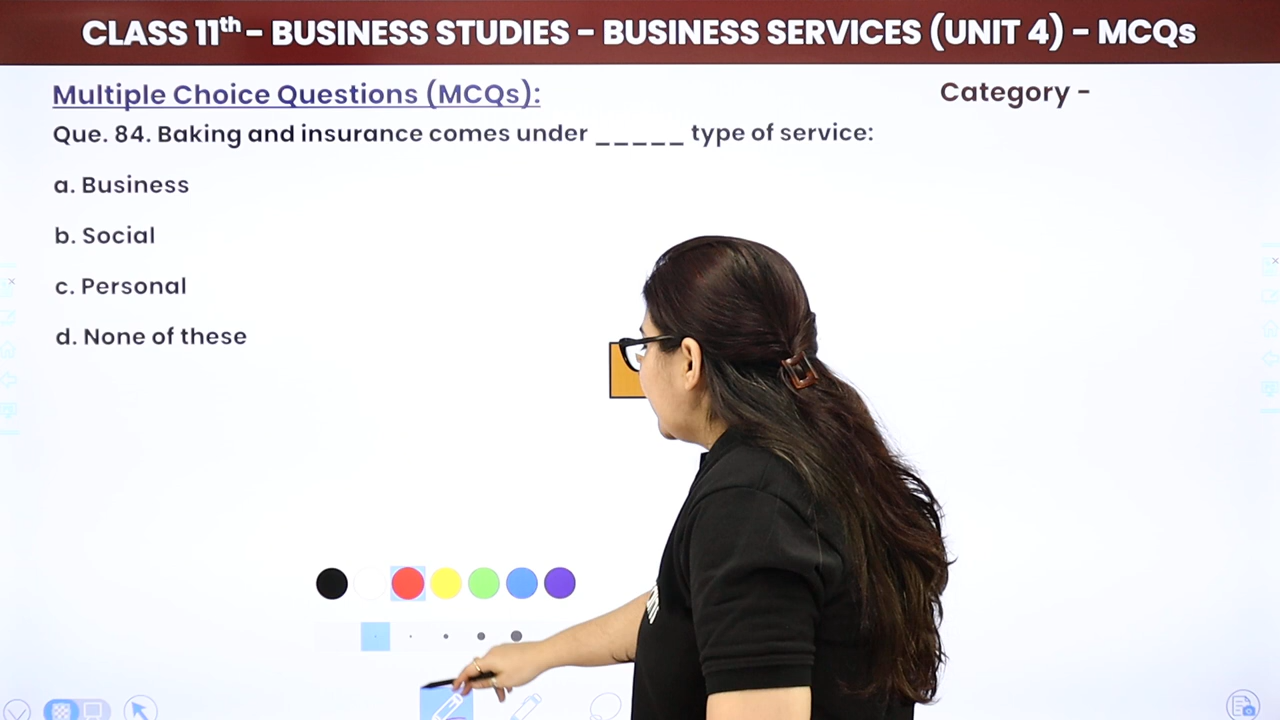 CLASS 11th – BUSINESS STUDIES – BUSINESS SERVICES (UNIT 4) – MCQs
Multiple Choice Questions (MCQs):
Category -
Que. 84. Baking and insurance comes under _____ type of service:
a. Business
b. Social
c. Personal
d. None of these